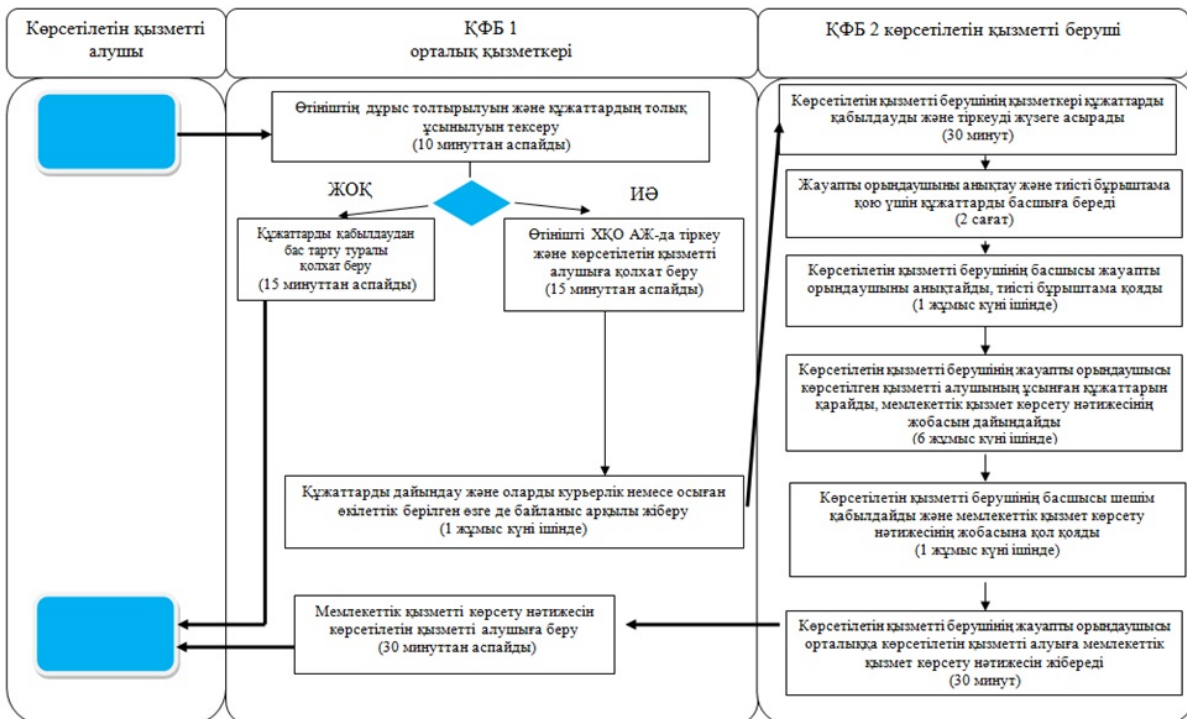 Көрсетілетін қызметті
алушы
ҚФБ 1
орталық қызметкері
ҚФБ 2 көрсетілетін қызметті беруші
Өтініштің дұрыс толтырылуын және құжаттардың толық
ұсынылуын тексеру
(10 минуттан аспайды)
ЖОҚ
ИӘ
Құжаттарды қабылдаудан
бас тарту туралы
қолхат беру
(15 минуттан аспайды)
Өтінішті ХҚО АЖ-да тіркеу
және көрсетілетін қызметті
алушыға қолхат беру
(15 минуттан аспайды)
Құжаттарды дайындау және оларды курьерлік немесе осыған
өкілеттік берілген өзге де байланыс арқылы жіберу
(1 жұмыс күні ішінде)
Көрсетілетін қызметті берушінің қызметкері құжаттарды
қабылдауды және тіркеуді жүзеге асырады
(30 минут)
Жауапты орындаушыны анықтау және тиісті бұрыштама
қою үшін құжаттарды басшыға береді
(2 сағат)
Көрсетілетін қызметті берушінің басшысы жауапты
орындаушыны анықтайды, тиісті бұрыштама қояды
(1 жұмыс күні ішінде)
Көрсетілетін қызметті берушінің жауапты орындаушысы
көрсетілген қызметті алушының ұсынған құжаттарын
қарайды, мемлекеттік қызмет көрсету нәтижесінің
жобасын дайындайды
(6 жұмыс күні ішінде)
Көрсетілетін қызметті берушінің басшысы шешім
қабылдайды және мемлекеттік қызмет көрсету
нәтижесінің жобасына қол қояды
(1 жұмыс күні ішінде)
Көрсетілетін қызметті берушінің жауапты орындаушысы
орталыққа көрсетілетін қызметті алуыға мемлекеттік
қызмет көрсету нәтижесін жібереді
(30 минут)
Мемлекеттік қызметті көрсету нәтижесін
көрсетілетін қызметті алушыға беру
(30 минуттан аспайды)